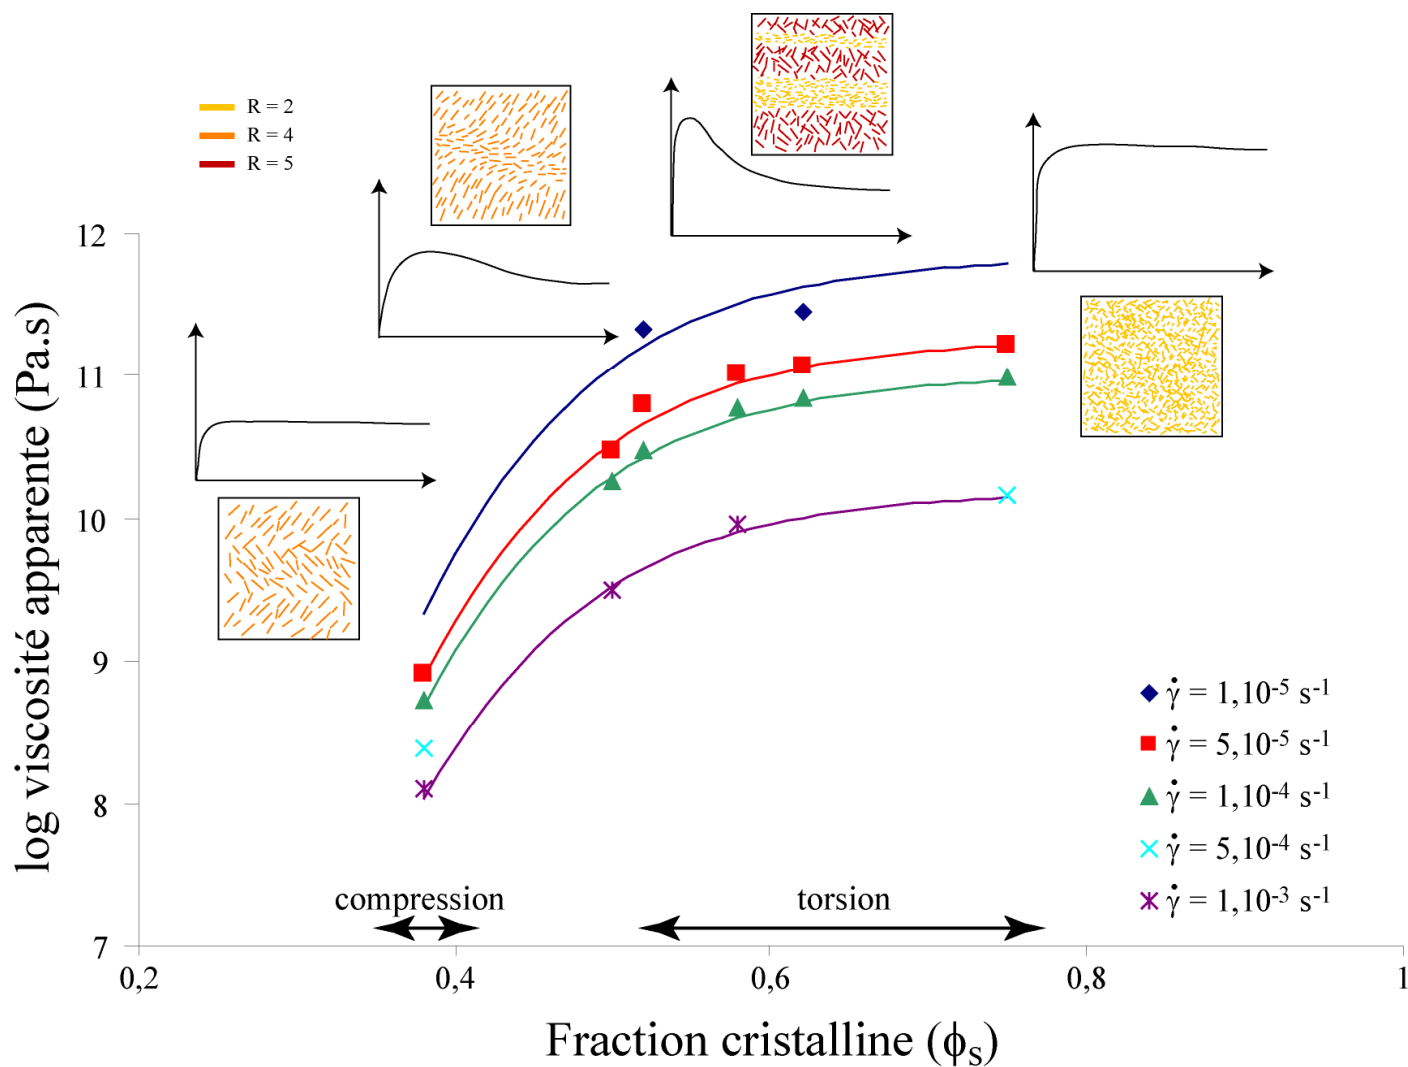 R = 2
R = 4
R = 5
12
11
10
9
8
7
log viscosité apparente (Pa.s)
γ̇ = 1,10⁻⁵ s⁻¹
γ̇ = 5,10⁻⁵ s⁻¹
γ̇ = 1,10⁻⁴ s⁻¹
γ̇ = 5,10⁻⁴ s⁻¹
γ̇ = 1,10⁻³ s⁻¹
compression
torsion
0,2
0,4
0,6
0,8
1
Fraction cristalline (ϕₛ)